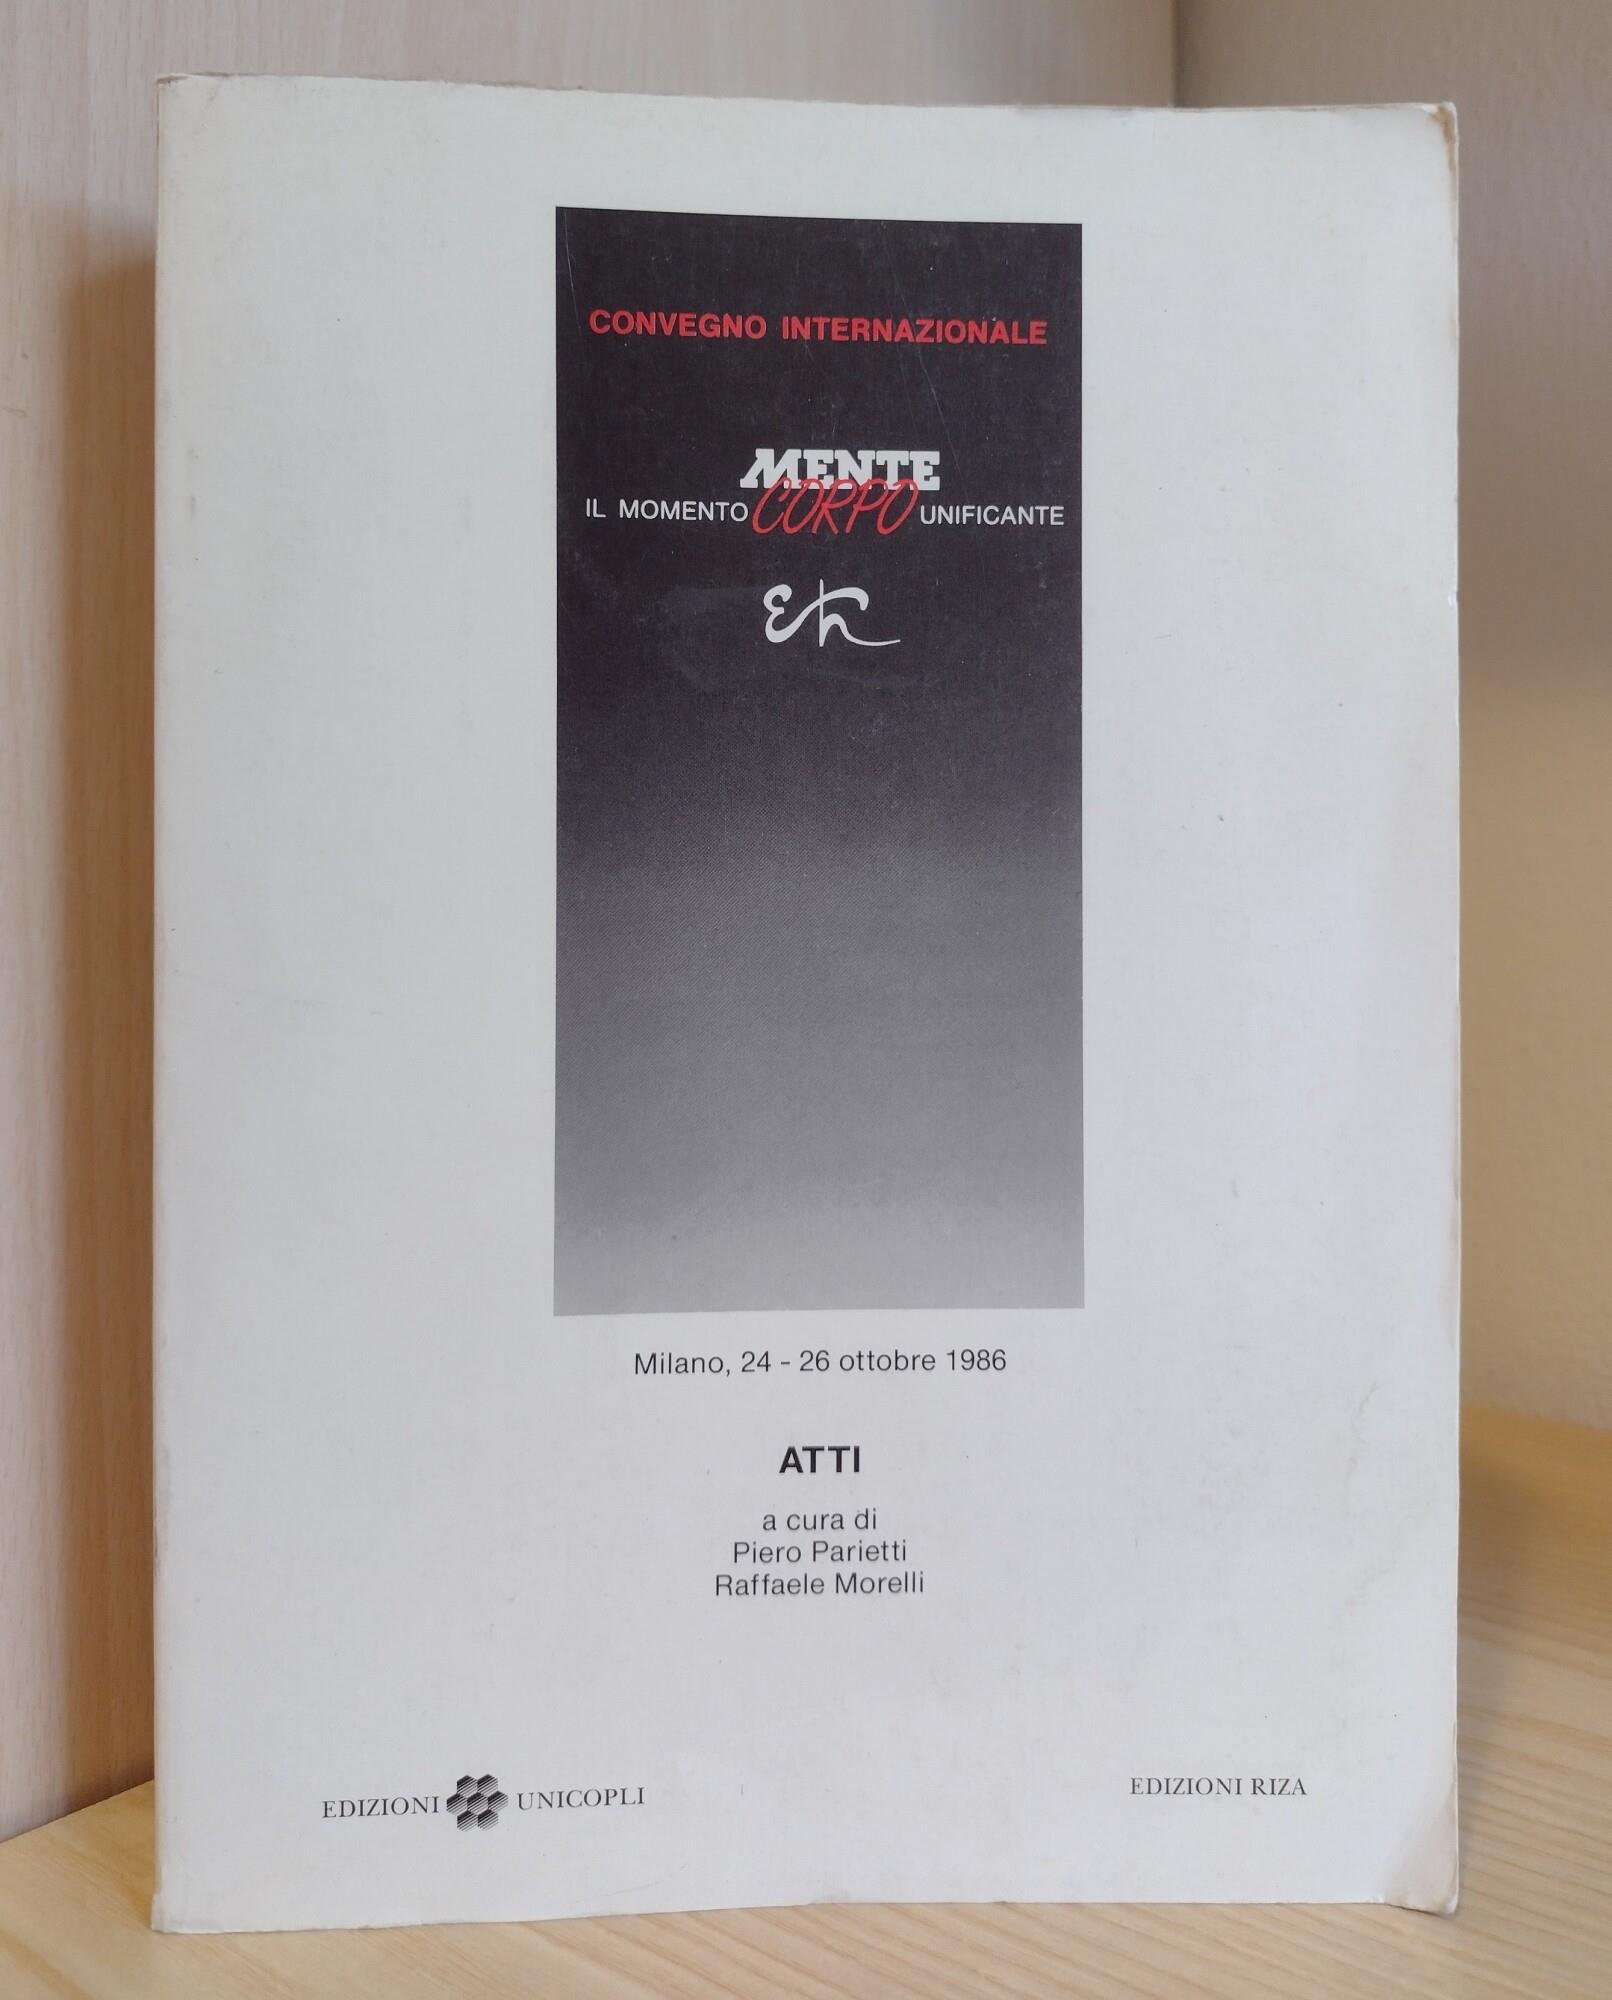 CONVEGNO INTERNAZIONALE
MENTE
IL MOMENTO CORPO UNIFICANTE
Milano, 24 - 26 ottobre 1986
ATTI
a cura di
Piero Parietti
Raffaele Morelli
EDIZIONI UNICOPLI
EDIZIONI RIZA